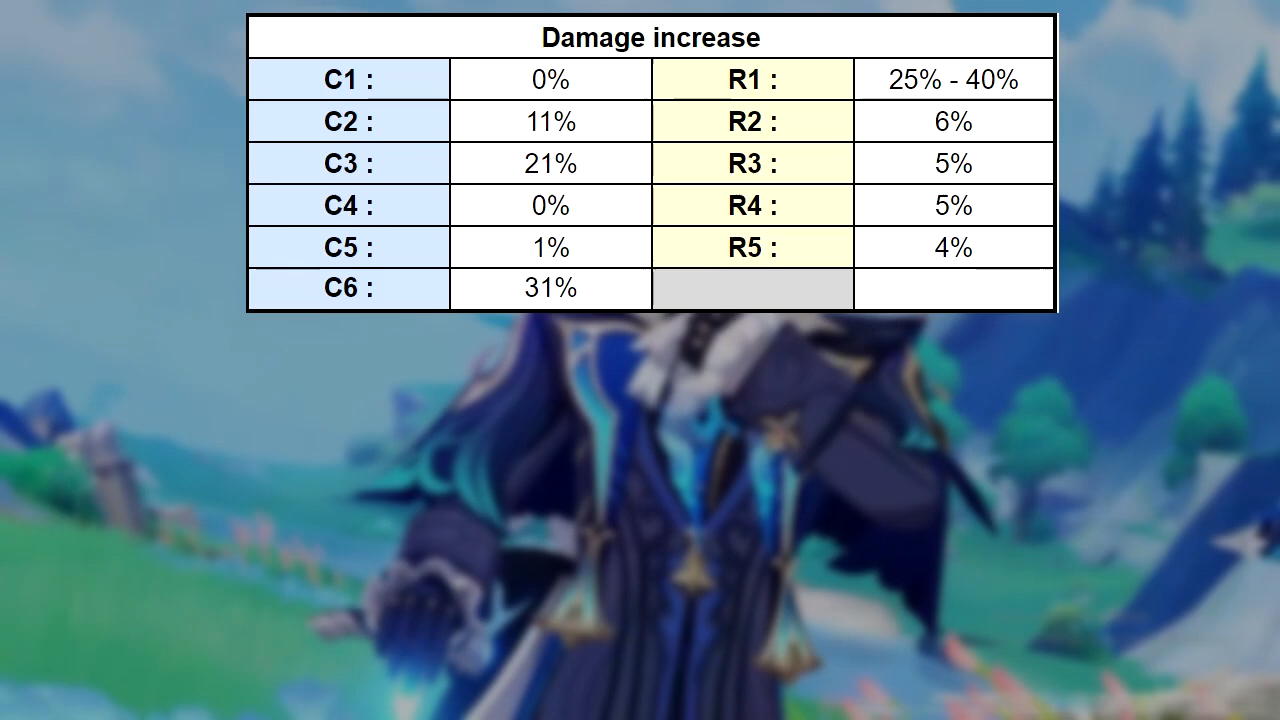 Damage increase
C1 : 0% R1 : 25% - 40%
C2 : 11% R2 : 6%
C3 : 21% R3 : 5%
C4 : 0% R4 : 5%
C5 : 1% R5 : 4%
C6 : 31%